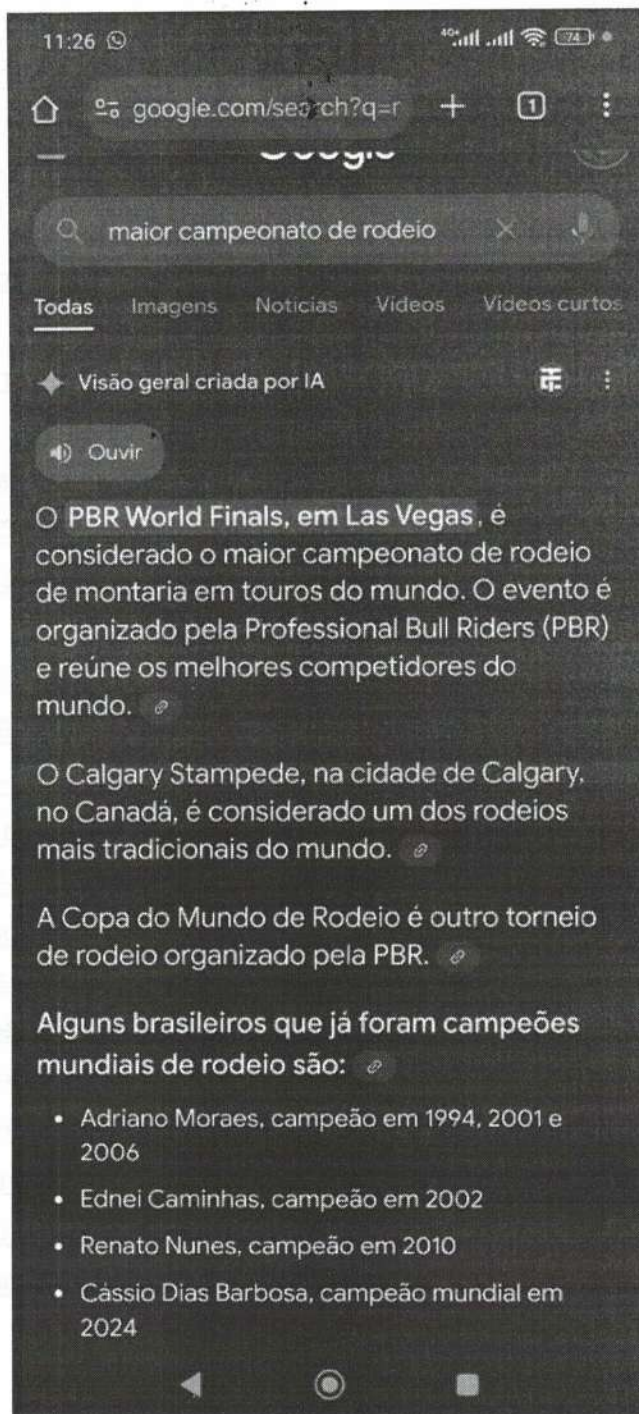 11:26
74
google.com/search?q=r
1
Google
maior campeonato de rodeio
Todas Imagens Notícias Vídeos Vídeos curtos
Visão geral criada por IA
Ouvir
O PBR World Finals, em Las Vegas, é
considerado o maior campeonato de rodeio
de montaria em touros do mundo. O evento é
organizado pela Professional Bull Riders (PBR)
e reúne os melhores competidores do
mundo.
O Calgary Stampede, na cidade de Calgary,
no Canadá, é considerado um dos rodeios
mais tradicionais do mundo.
A Copa do Mundo de Rodeio é outro torneio
de rodeio organizado pela PBR.
Alguns brasileiros que já foram campeões
mundiais de rodeio são:
• Adriano Moraes, campeão em 1994, 2001 e
2006
• Ednei Caminhas, campeão em 2002
• Renato Nunes, campeão em 2010
• Cássio Dias Barbosa, campeão mundial em
2024